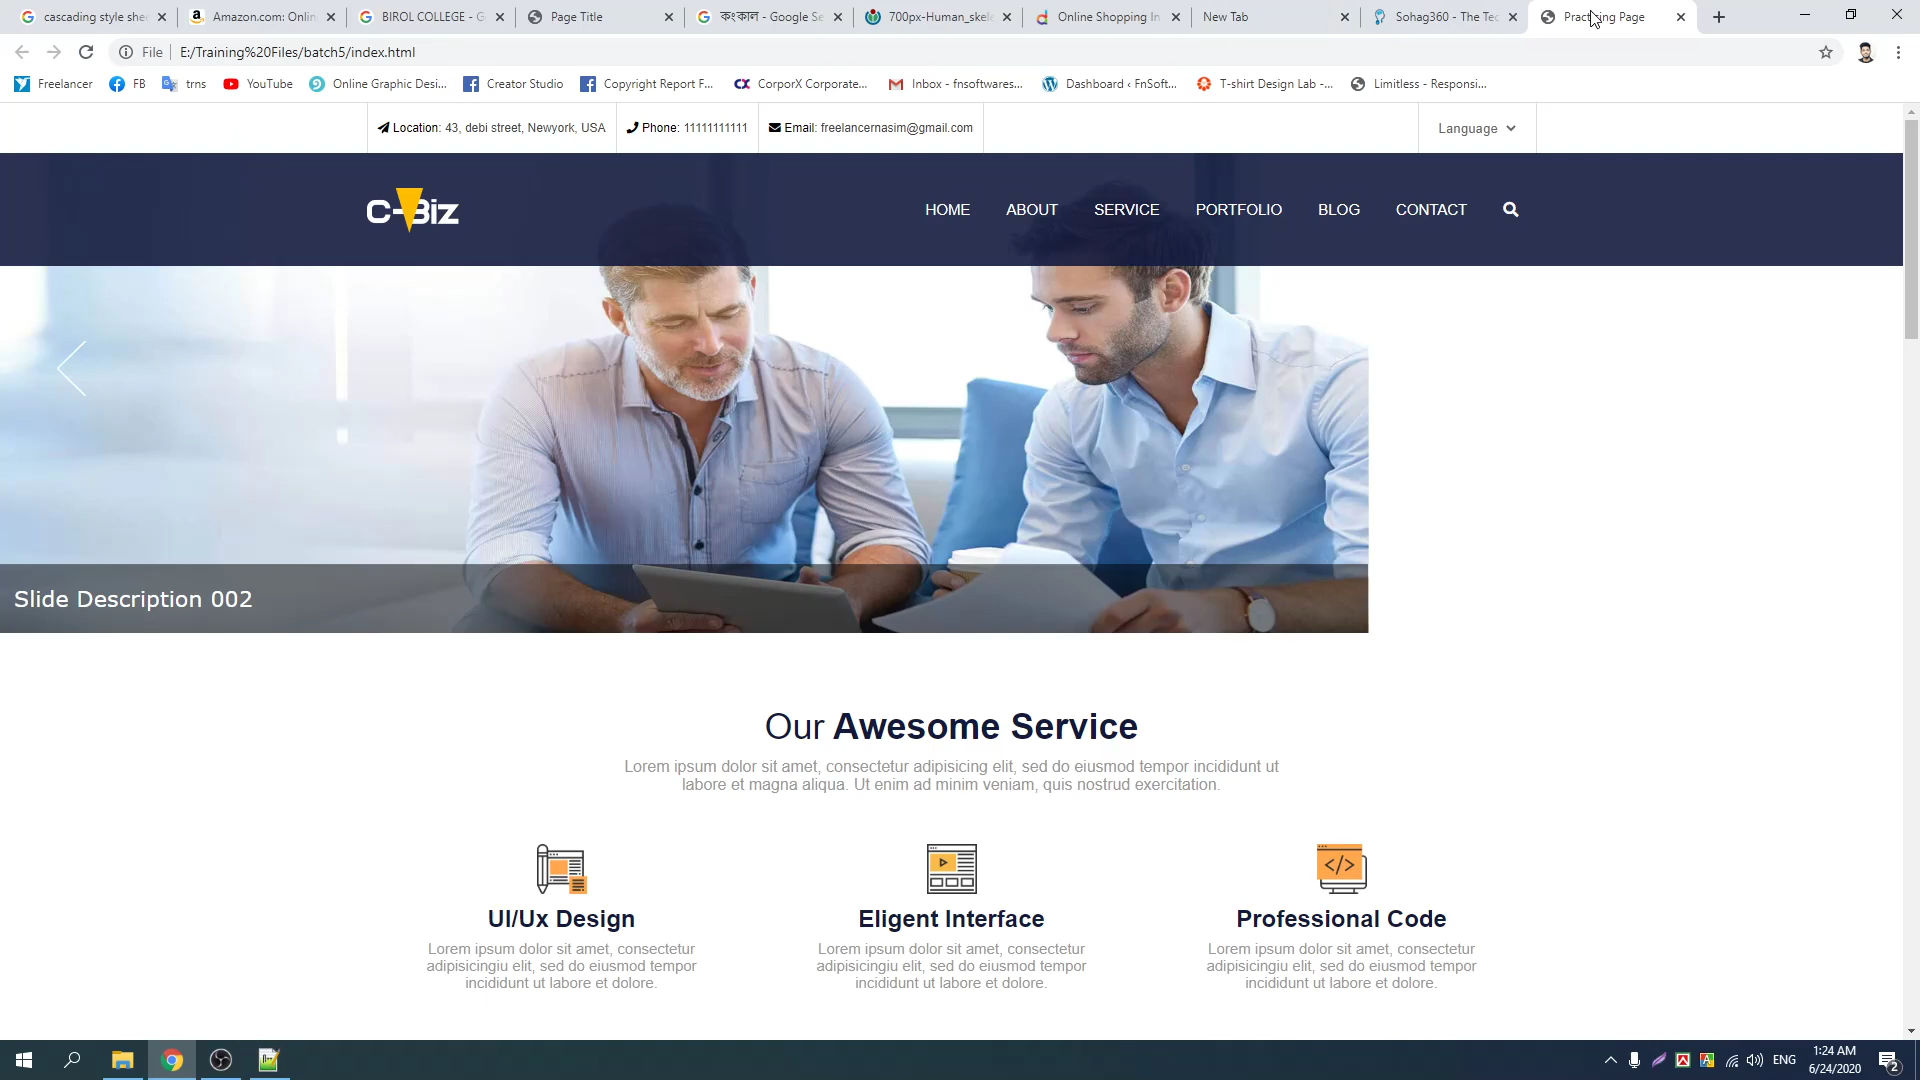 cascading style shee
Amazon.com: Onlin
BIROL COLLEGE - G
Page Title
কংকাল - Google Se
700px-Human_skele
Online Shopping In
New Tab
Sohag360 - The Tec
File
E:/Training%20Files/batch5/index.html
Freelancer
FB
trns
YouTube
Online Graphic Desi...
Creator Studio
Copyright Report F...
CorporX Corporate...
Inbox - fnsoftwares...
Dashboard ‹ FnSoft...
T-shirt Design Lab -...
Limitless - Responsi...
Location: 43, debi street, Newyork, USA
Phone: 11111111111
Email: freelancernasim@gmail.com
Language
C-Biz
HOME
ABOUT
SERVICE
PORTFOLIO
BLOG
CONTACT
Slide Description 002
Our Awesome Service
Lorem ipsum dolor sit amet, consectetur adipisicing elit, sed do eiusmod tempor incididunt ut
labore et magna aliqua. Ut enim ad minim veniam, quis nostrud exercitation.
UI/Ux Design
Lorem ipsum dolor sit amet, consectetur
adipisicingiu elit, sed do eiusmod tempor
incididunt ut labore et dolore.
Eligent Interface
Lorem ipsum dolor sit amet, consectetur
adipisicingiu elit, sed do eiusmod tempor
incididunt ut labore et dolore.
Professional Code
Lorem ipsum dolor sit amet, consectetur
adipisicingiu elit, sed do eiusmod tempor
incididunt ut labore et dolore.
ENG
1:24 AM
6/24/2020
2